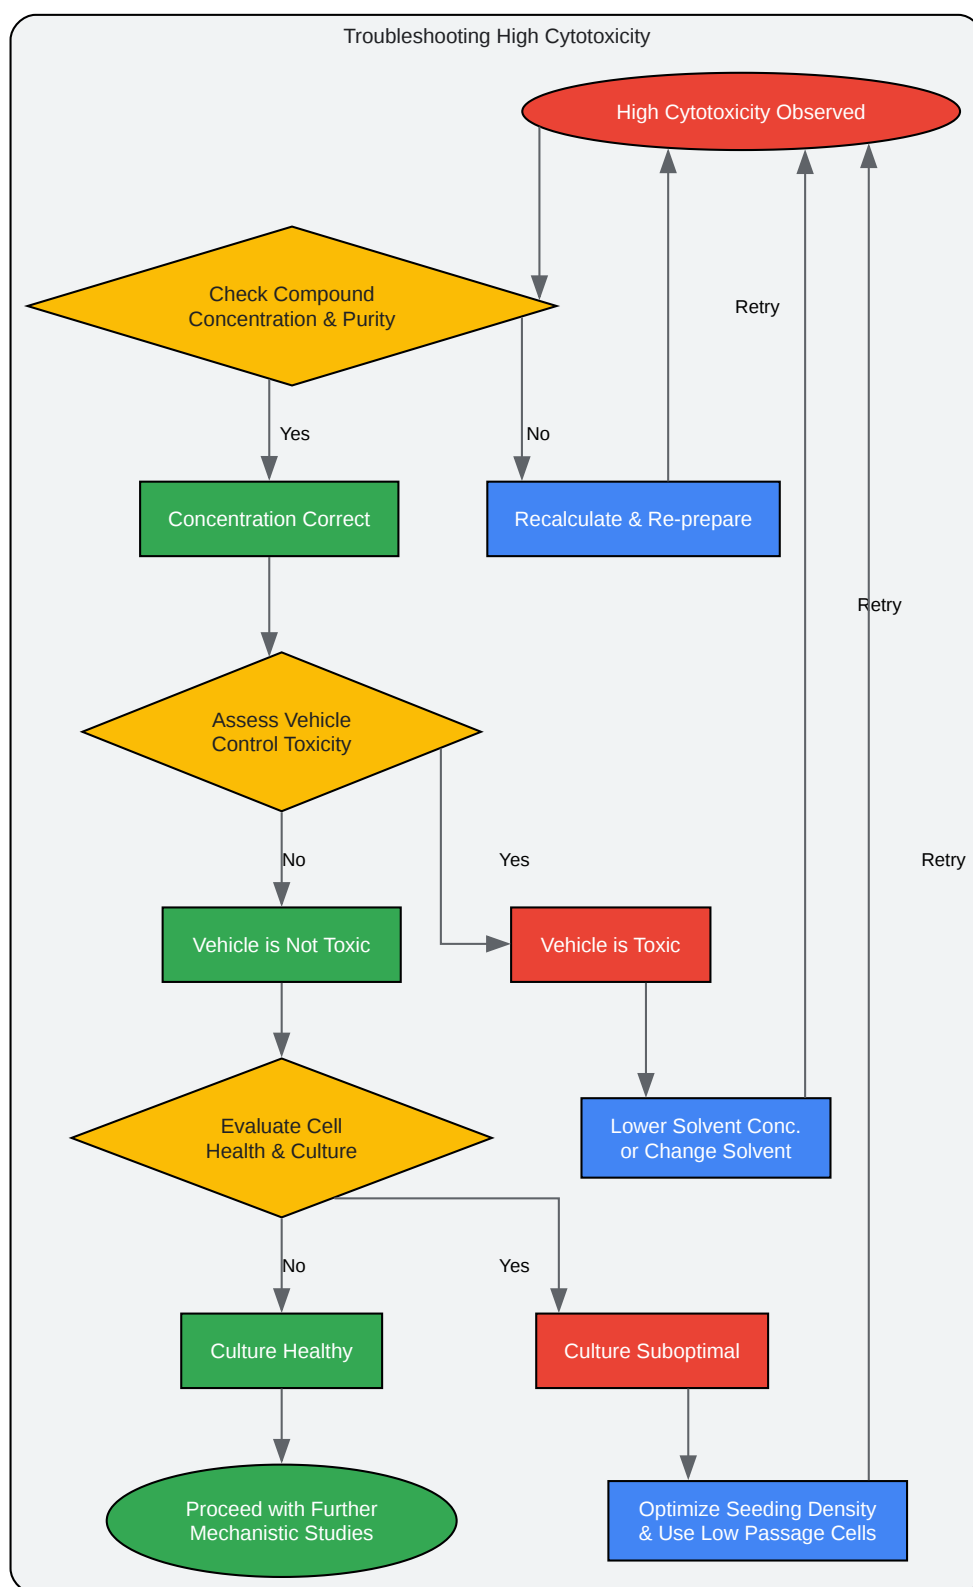 Troubleshooting High Cytotoxicity
High Cytotoxicity Observed
Check Compound
Concentration & Purity
Retry
Yes
No
Concentration Correct
Recalculate & Re-prepare
Retry
Assess Vehicle
Control Toxicity
No
Yes
Retry
Vehicle is Not Toxic
Vehicle is Toxic
Evaluate Cell
Health & Culture
Lower Solvent Conc.
or Change Solvent
No
Yes
Culture Healthy
Culture Suboptimal
Proceed with Further
Mechanistic Studies
Optimize Seeding Density
& Use Low Passage Cells